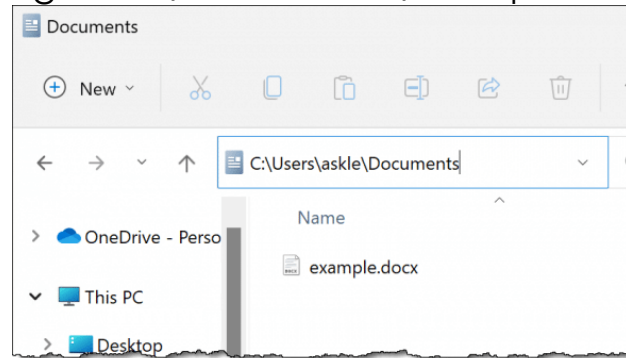 Documents
New
C:\Users\askle\Documents
Name
OneDrive - Perso
example.docx
This PC
Desktop